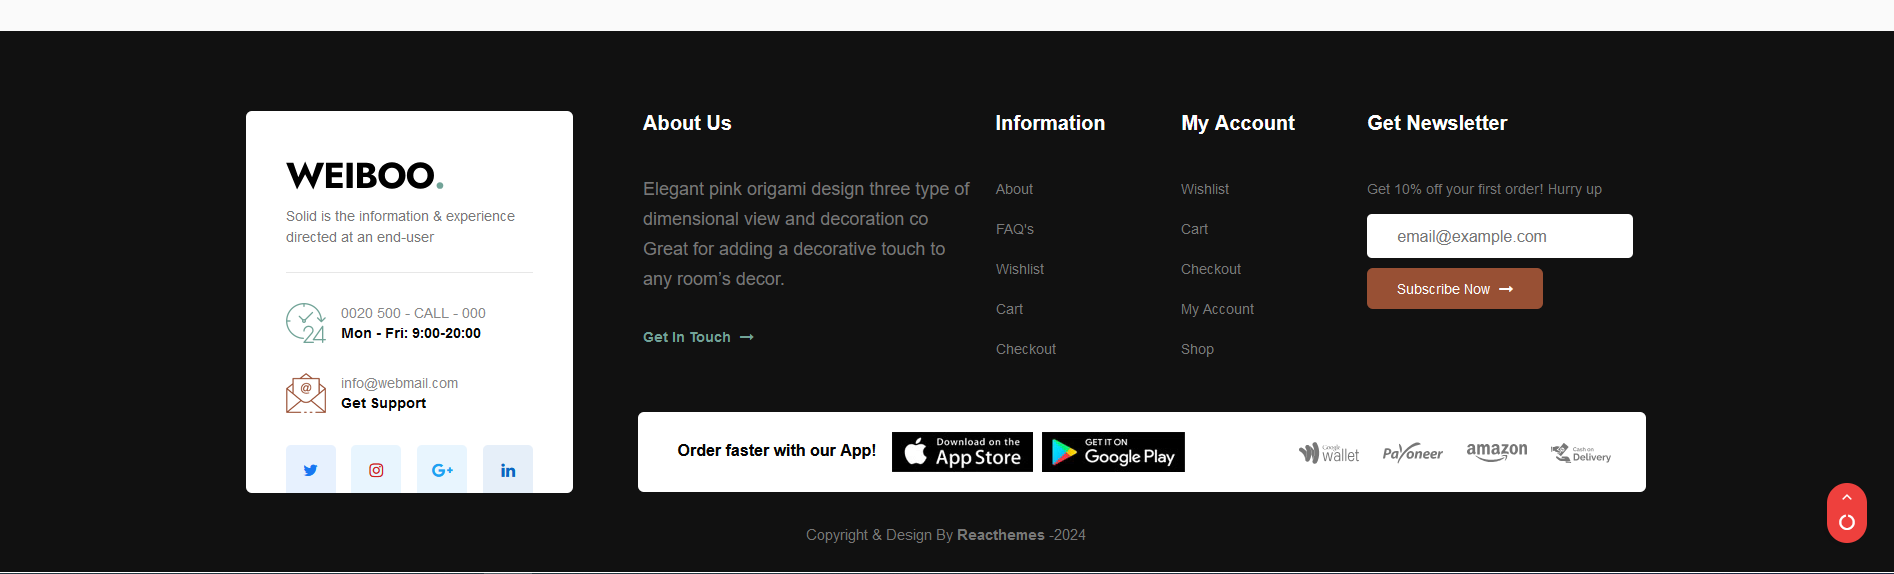 WEIBOO.
Solid is the information & experience
directed at an end-user
24
0020 500 - CALL - 000
Mon - Fri: 9:00-20:00
@
info@webmail.com
Get Support
G+
in
About Us
Elegant pink origami design three type of
dimensional view and decoration co
Great for adding a decorative touch to
any room’s decor.
Get In Touch
Information
About
FAQ's
Wishlist
Cart
Checkout
My Account
Wishlist
Cart
Checkout
My Account
Shop
Get Newsletter
Get 10% off your first order! Hurry up
email@example.com
Subscribe Now
Order faster with our App!
Download on the
App Store
GET IT ON
Google Play
Google
wallet
Payoneer
amazon
Cash on
Delivery
Copyright & Design By Reacthemes -2024